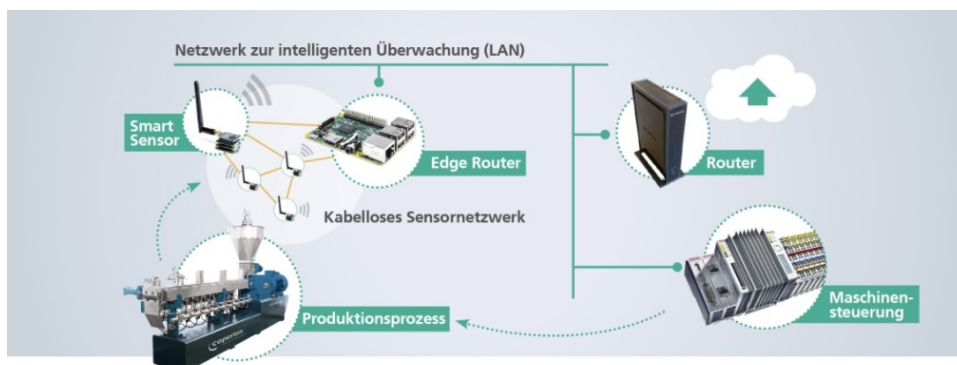 Netzwerk zur intelligenten Überwachung (LAN)
Smart
Sensor
Edge Router
Router
Kabelloses Sensornetzwerk
Produktionsprozess
coperion
Maschinen-
steuerung